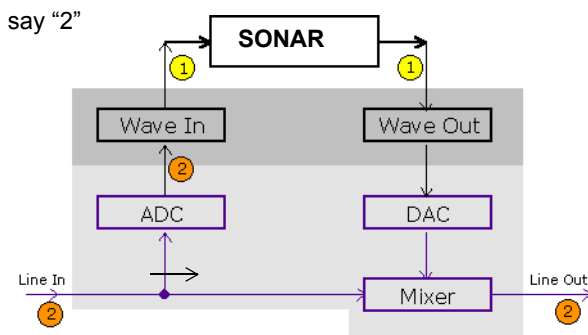 say “2”
SONAR
1
1
Wave In
Wave Out
2
ADC
DAC
Line In
Line Out
Mixer
2
2